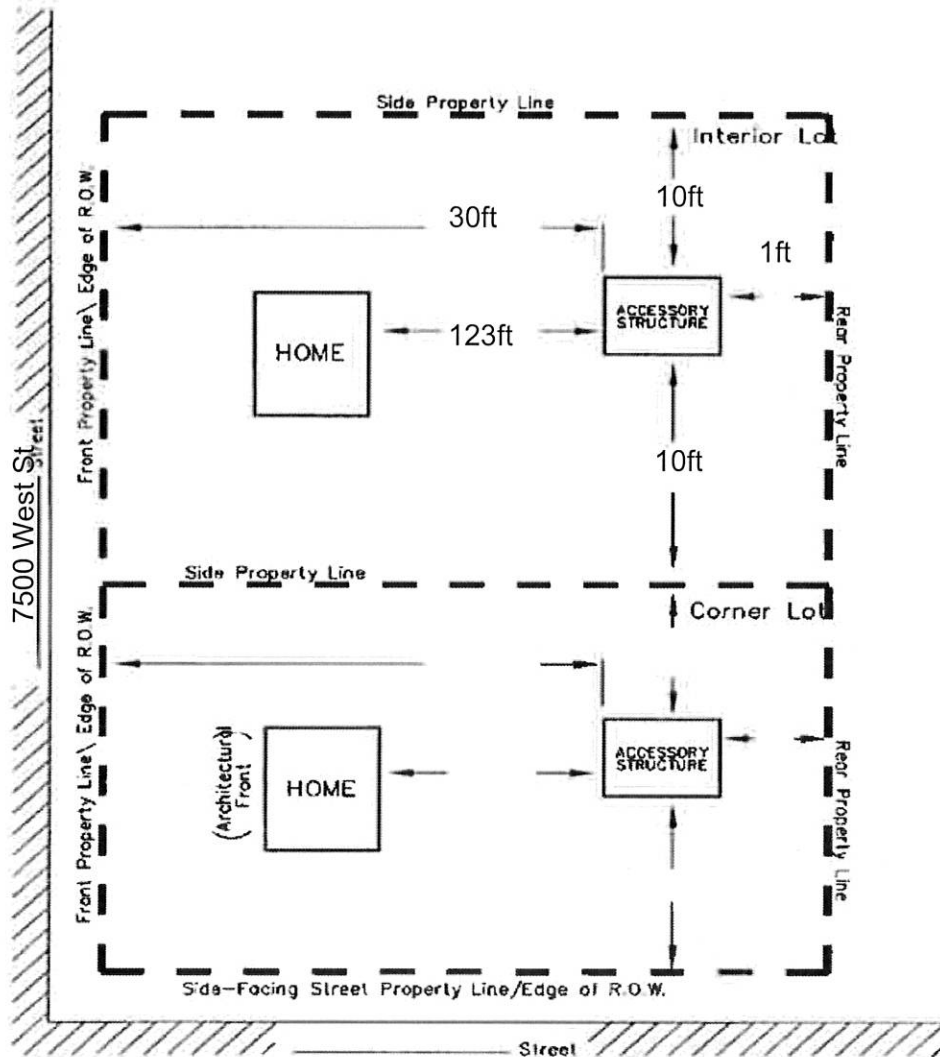 Side Property Line
Interior Lot
10ft
30ft
1ft
Front Property Line\ Edge of R.O.W.
ACCESSORY
STRUCTURE
HOME
123ft
Rear Property Line
10ft
7500 West St
Street
Side Property Line
Corner Lot
Front Property Line\ Edge of R.O.W.
(Architectural
Front)
HOME
ACCESSORY
STRUCTURE
Rear Property Line
Side-Facing Street Property Line/Edge of R.O.W.
Street